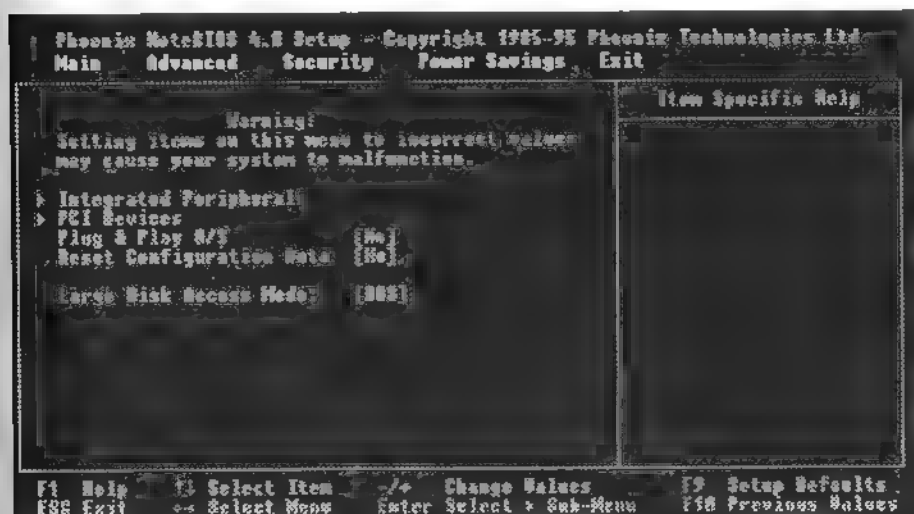 Phoenix NoteBIOS 4.0 Setup - Copyright 1985-95 Phoenix Technologies Ltd.
Main Advanced Security Power Savings Exit
Item Specific Help
Warning!
Setting items on this menu to incorrect values
may cause your system to malfunction.
Integrated Peripherals
PCI Devices
Plug & Play O/S [No]
Reset Configuration Data [No]
Large Disk Access Mode: [DOS]
F1 Help ↑↓ Select Item -/+ Change Values F9 Setup Defaults
ESC Exit ←→ Select Menu Enter Select > Sub-Menu F10 Previous Values